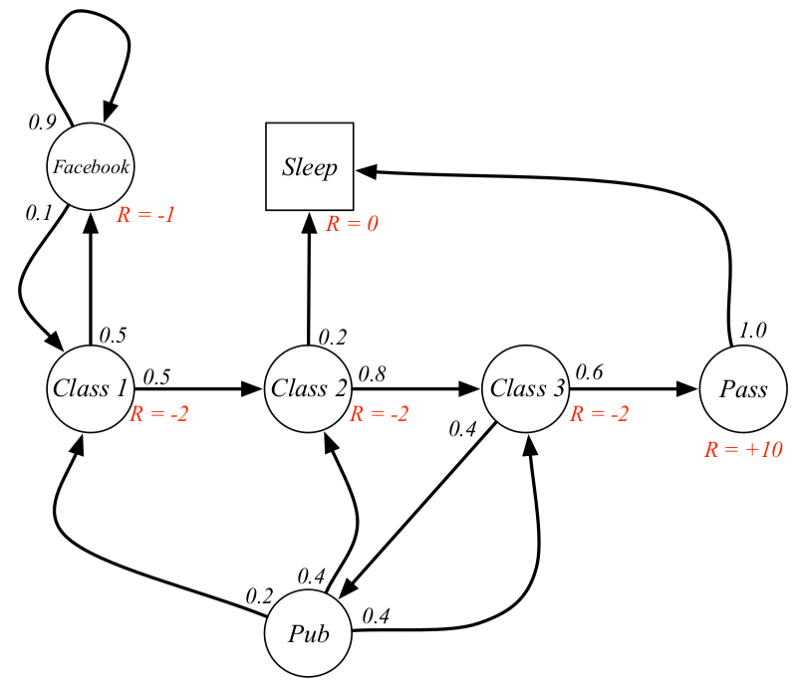 0.9
Facebook
Sleep
0.1
R = -1
R = 0
0.5
0.2
1.0
Class 1
0.5
Class 2
0.8
Class 3
0.6
Pass
R = -2
R = -2
R = -2
0.4
R = +10
0.4
0.2
0.4
Pub